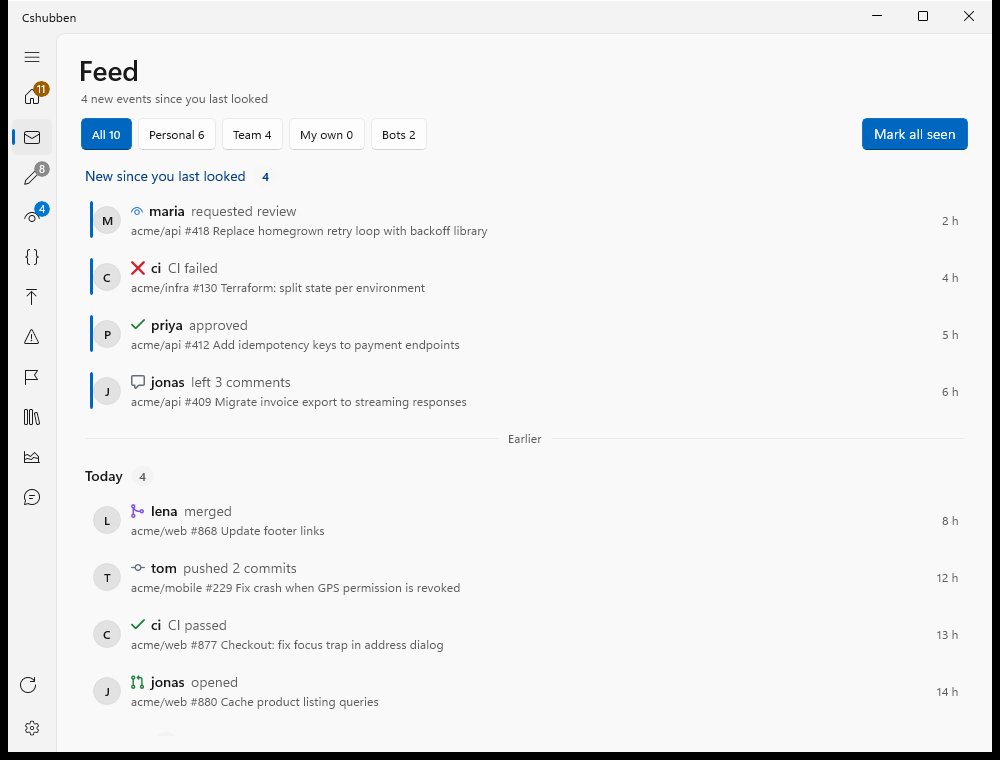 Cshubben
11
Feed
4 new events since you last looked
All 10 Personal 6 Team 4 My own 0 Bots 2 Mark all seen
8
New since you last looked 4
4
M maria requested review 2 h
acme/api #418 Replace homegrown retry loop with backoff library
C ci CI failed 4 h
acme/infra #130 Terraform: split state per environment
P priya approved 5 h
acme/api #412 Add idempotency keys to payment endpoints
J jonas left 3 comments 6 h
acme/api #409 Migrate invoice export to streaming responses
Earlier
Today 4
L lena merged 8 h
acme/web #868 Update footer links
T tom pushed 2 commits 12 h
acme/mobile #229 Fix crash when GPS permission is revoked
C ci CI passed 13 h
acme/web #877 Checkout: fix focus trap in address dialog
J jonas opened 14 h
acme/web #880 Cache product listing queries